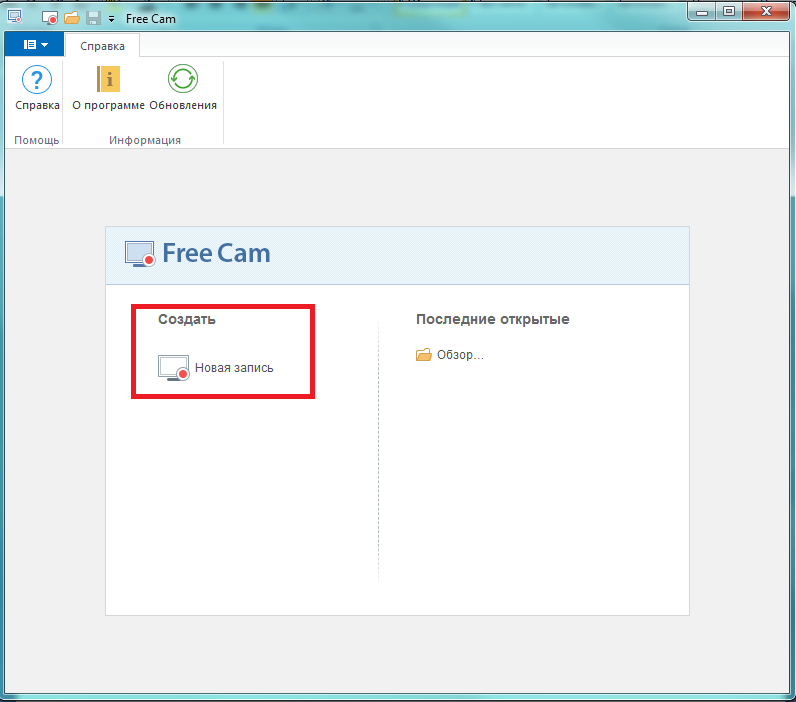 Free Cam
Справка
Справка
О программе
Обновления
Помощь
Информация
Free Cam
Создать
Новая запись
Последние открытые
Обзор...